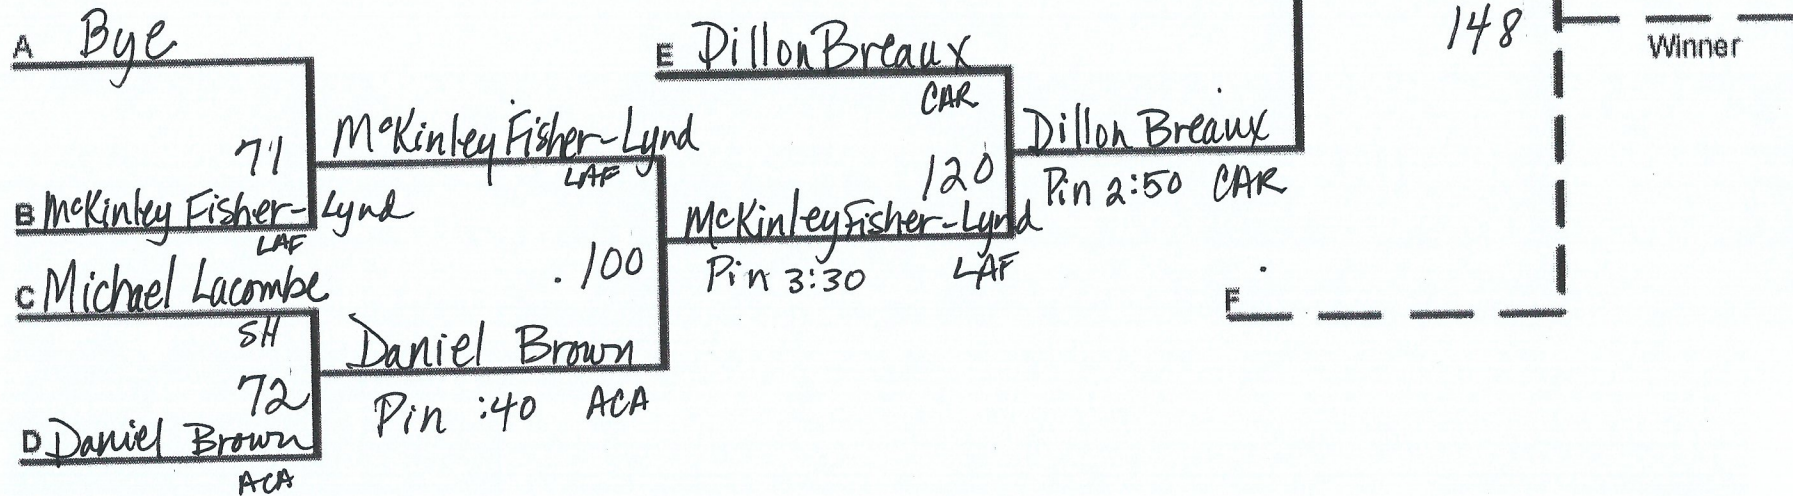 A Bye
71
B McKinley Fisher-Lynd
LAF
C Michael Lacombe
SH
72
D Daniel Brown
ACA
McKinley Fisher-Lynd
LAF
.100
Daniel Brown
Pin :40 ACA
E Dillon Breaux
CAR
120
McKinley Fisher-Lynd
Pin 3:30 LAF
Dillon Breaux
Pin 2:50 CAR
148
Winner
F